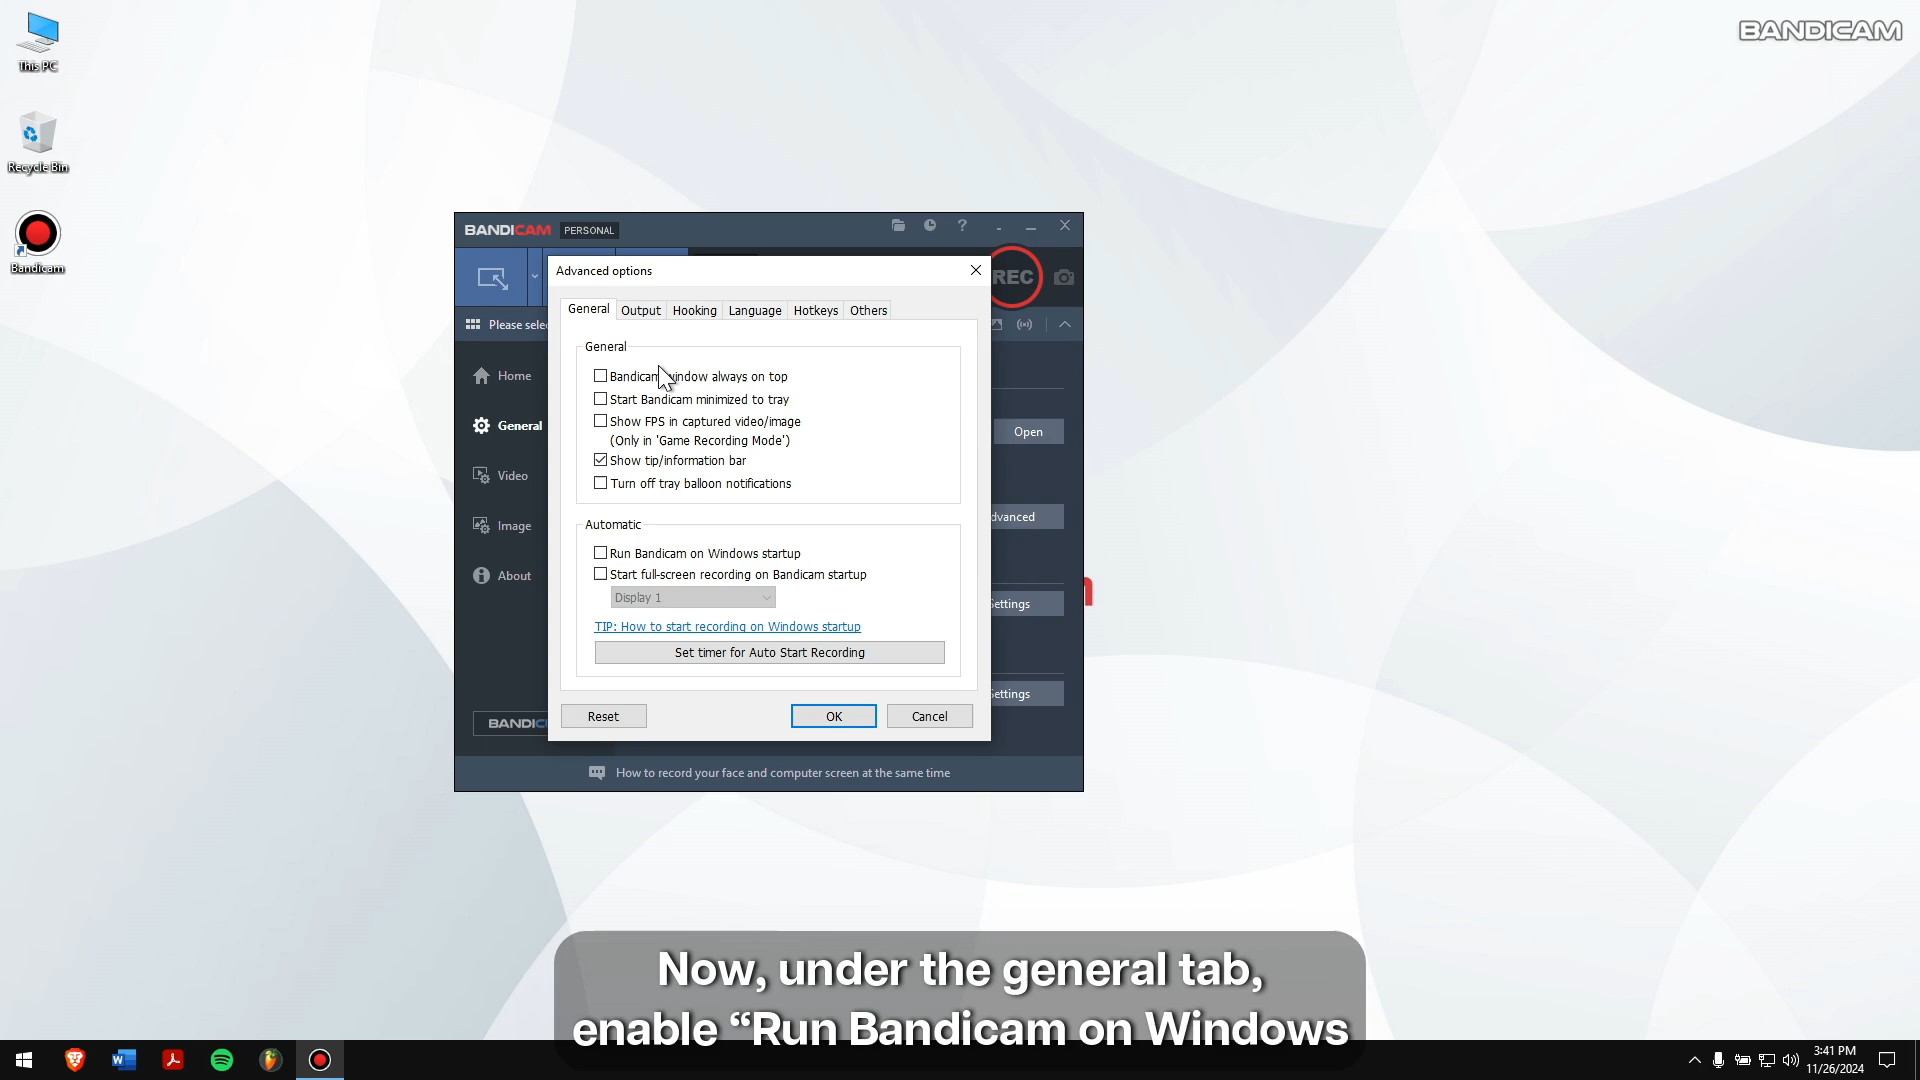 This PC
Recycle Bin
Bandicam
BANDICAM
BANDICAM PERSONAL
REC
Please sele
Home
General
Video
Image
About
BANDIC
Open
dvanced
ettings
ettings
Advanced options
General Output Hooking Language Hotkeys Others
General
Bandicam window always on top
Start Bandicam minimized to tray
Show FPS in captured video/image
(Only in 'Game Recording Mode')
Show tip/information bar
Turn off tray balloon notifications
Automatic
Run Bandicam on Windows startup
Start full-screen recording on Bandicam startup
Display 1
TIP: How to start recording on Windows startup
Set timer for Auto Start Recording
Reset OK Cancel
How to record your face and computer screen at the same time
Now, under the general tab,
enable “Run Bandicam on Windows
3:41 PM
11/26/2024